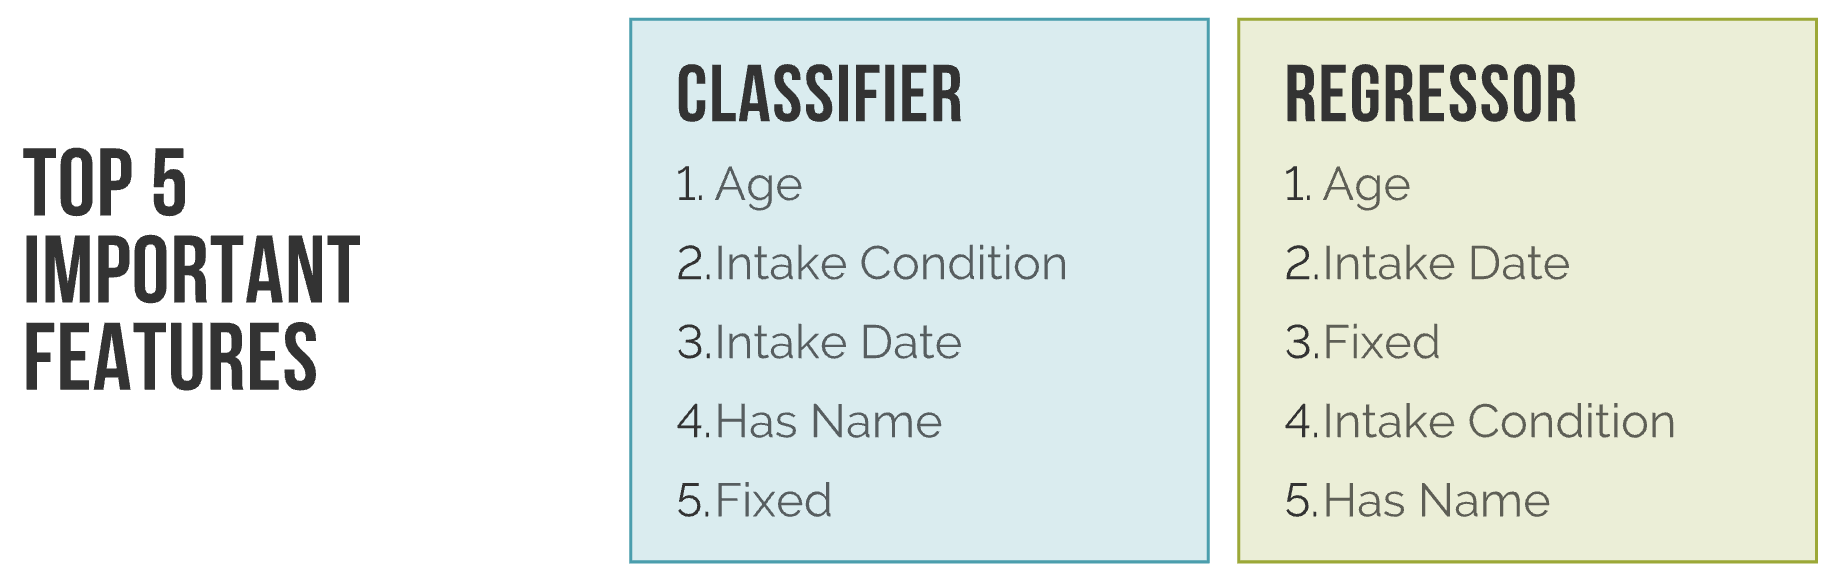 TOP 5
IMPORTANT
FEATURES
CLASSIFIER
1. Age
2. Intake Condition
3. Intake Date
4. Has Name
5. Fixed
REGRESSOR
1. Age
2. Intake Date
3. Fixed
4. Intake Condition
5. Has Name